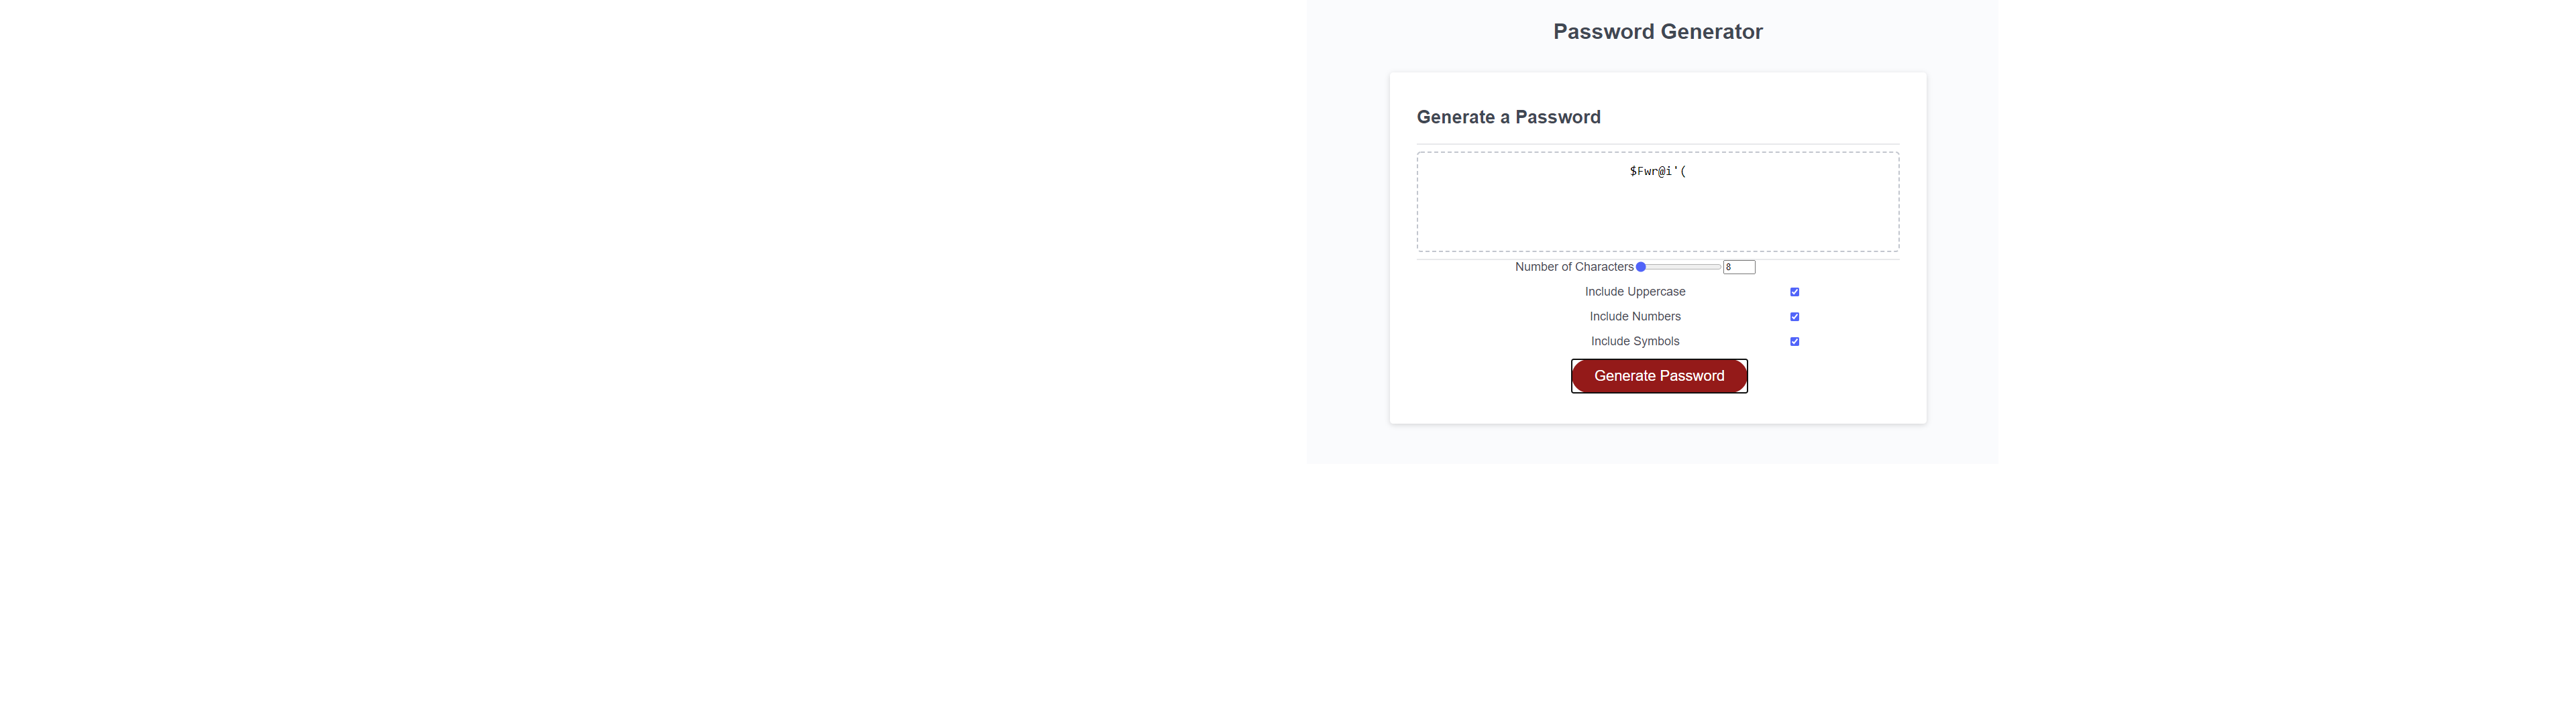 Password Generator
Generate a Password
$Fwr@i'(
Number of Characters 8
Include Uppercase
Include Numbers
Include Symbols
Generate Password